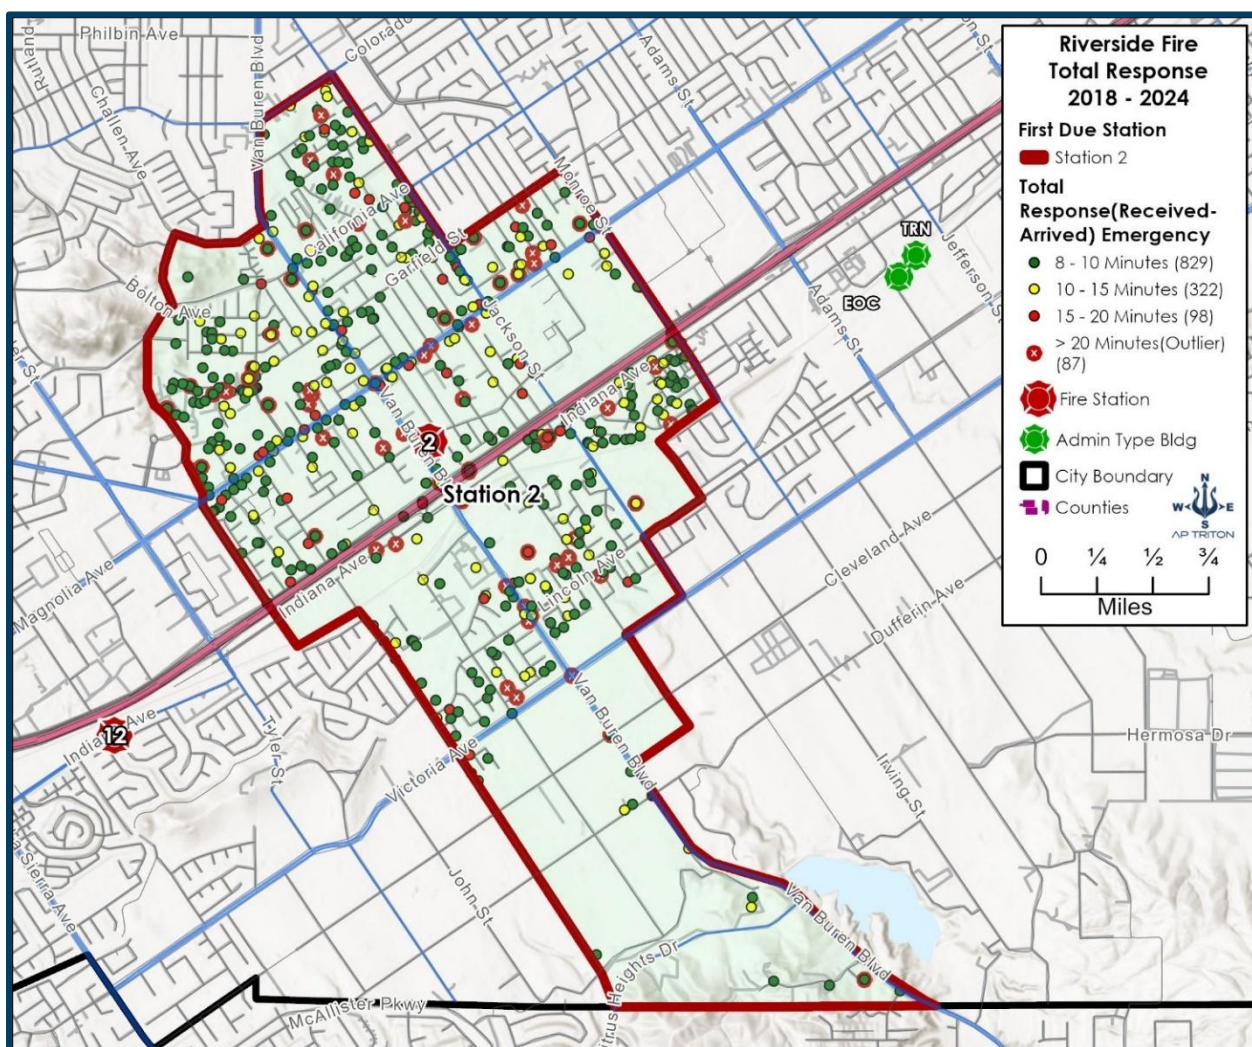 Philbin Ave
Rutland
Challen Ave
Van Buren Blvd
Colorado
Adams St
Riverside Fire
Total Response
2018 - 2024
First Due Station
Station 2
Total
Response(Received-
Arrived) Emergency
8 - 10 Minutes (829)
10 - 15 Minutes (322)
15 - 20 Minutes (98)
> 20 Minutes(Outlier)
(87)
Fire Station
Admin Type Bldg
City Boundary
Counties
N
W E
S
AP TRITON
0 1/4 1/2 3/4
Miles
Monroe St
California Ave
Garfield St
TRN
EOC
Jefferson St
Bolton Ave
Jackson St
Adams St
Indiana Ave
Van Buren Bl
2
Station 2
Magnolia Ave
Indiana Ave
Lincoln Ave
Cleveland Ave
Dufferin Ave
12
Tyler St
Victoria Ave
Van Buren Blvd
Irving St
Hermosa Dr
John St
Van Buren Blvd
McAllister Pkwy